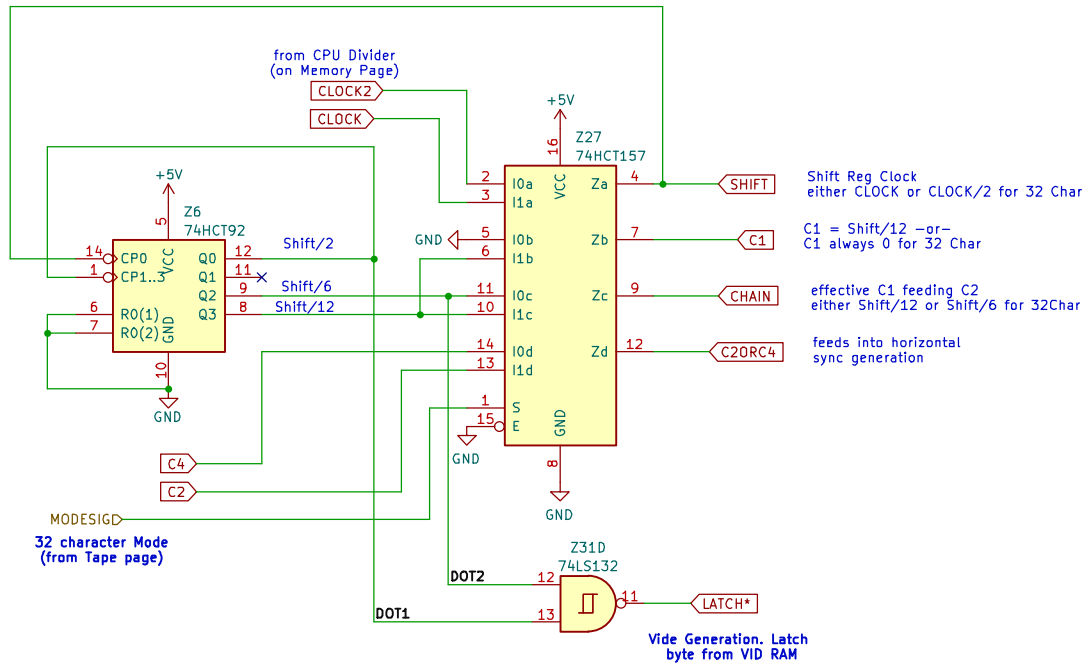 from CPU Divider
(on Memory Page)
CLOCK2
CLOCK
+5V
16
Z27
74HCT157
VCC
2
I0a
3
I1a
5
I0b
6
I1b
11
I0c
10
I1c
14
I0d
13
I1d
1
S
15
E
GND
8
GND
GND
GND
Za
4
SHIFT
Shift Reg Clock
either CLOCK or CLOCK/2 for 32 Char
Zb
7
C1
C1 = Shift/12 -or-
C1 always 0 for 32 Char
Zc
9
CHAIN
effective C1 feeding C2
either Shift/12 or Shift/6 for 32Char
Zd
12
C2ORC4
feeds into horizontal
sync generation
+5V
5
Z6
74HCT92
VCC
14
CP0
1
CP1..3
6
R0(1)
7
R0(2)
GND
10
GND
Q0
12
Shift/2
Q1
11
Q2
9
Shift/6
Q3
8
Shift/12
C4
C2
MODESIG
32 character Mode
(from Tape page)
DOT2
DOT1
Z31D
74LS132
12
13
11
LATCH*
Vide Generation. Latch
byte from VID RAM